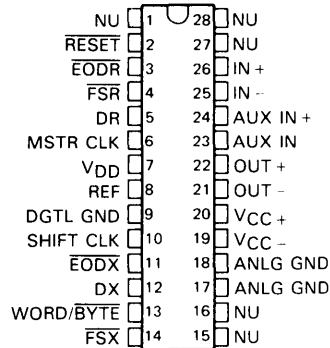 NU 1 28 NU
RESET 2 27 NU
EODR 3 26 IN +
FSR 4 25 IN -
DR 5 24 AUX IN +
MSTR CLK 6 23 AUX IN
VDD 7 22 OUT +
REF 8 21 OUT -
DGTL GND 9 20 VCC +
SHIFT CLK 10 19 VCC -
EODX 11 18 ANLG GND
DX 12 17 ANLG GND
WORD/BYTE 13 16 NU
FSX 14 15 NU